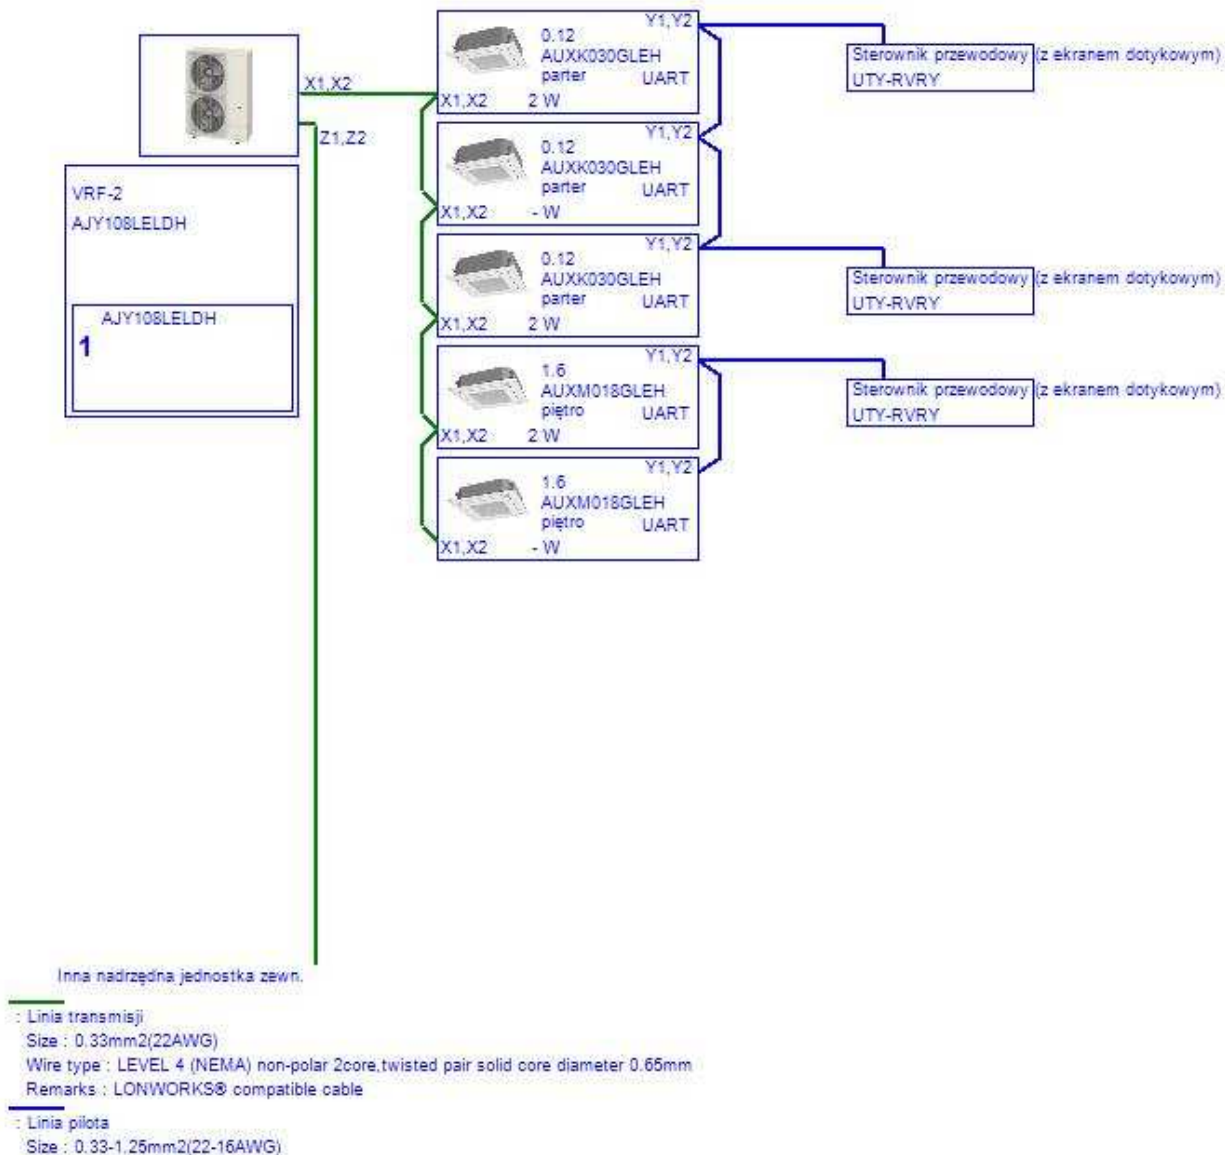 X1,X2
Z1,Z2
VRF-2
AJY108LELDH
AJY108LELDH
1
Y1,Y2
0.12
AUXK030GLEH
parter UART
X1,X2 2 W
Y1,Y2
0.12
AUXK030GLEH
parter UART
X1,X2 - W
Y1,Y2
0.12
AUXK030GLEH
parter UART
X1,X2 2 W
Y1,Y2
1.6
AUXM018GLEH
piętro UART
X1,X2 2 W
Y1,Y2
1.6
AUXM018GLEH
piętro UART
X1,X2 - W
Sterownik przewodowy (z ekranem dotykowym)
UTY-RVRY
Sterownik przewodowy (z ekranem dotykowym)
UTY-RVRY
Sterownik przewodowy (z ekranem dotykowym)
UTY-RVRY
Inna nadrzędna jednostka zewn.
: Linia transmisji
Size : 0.33mm2(22AWG)
Wire type : LEVEL 4 (NEMA) non-polar 2core,twisted pair solid core diameter 0.65mm
Remarks : LONWORKS® compatible cable
: Linia pilota
Size : 0.33-1.25mm2(22-16AWG)